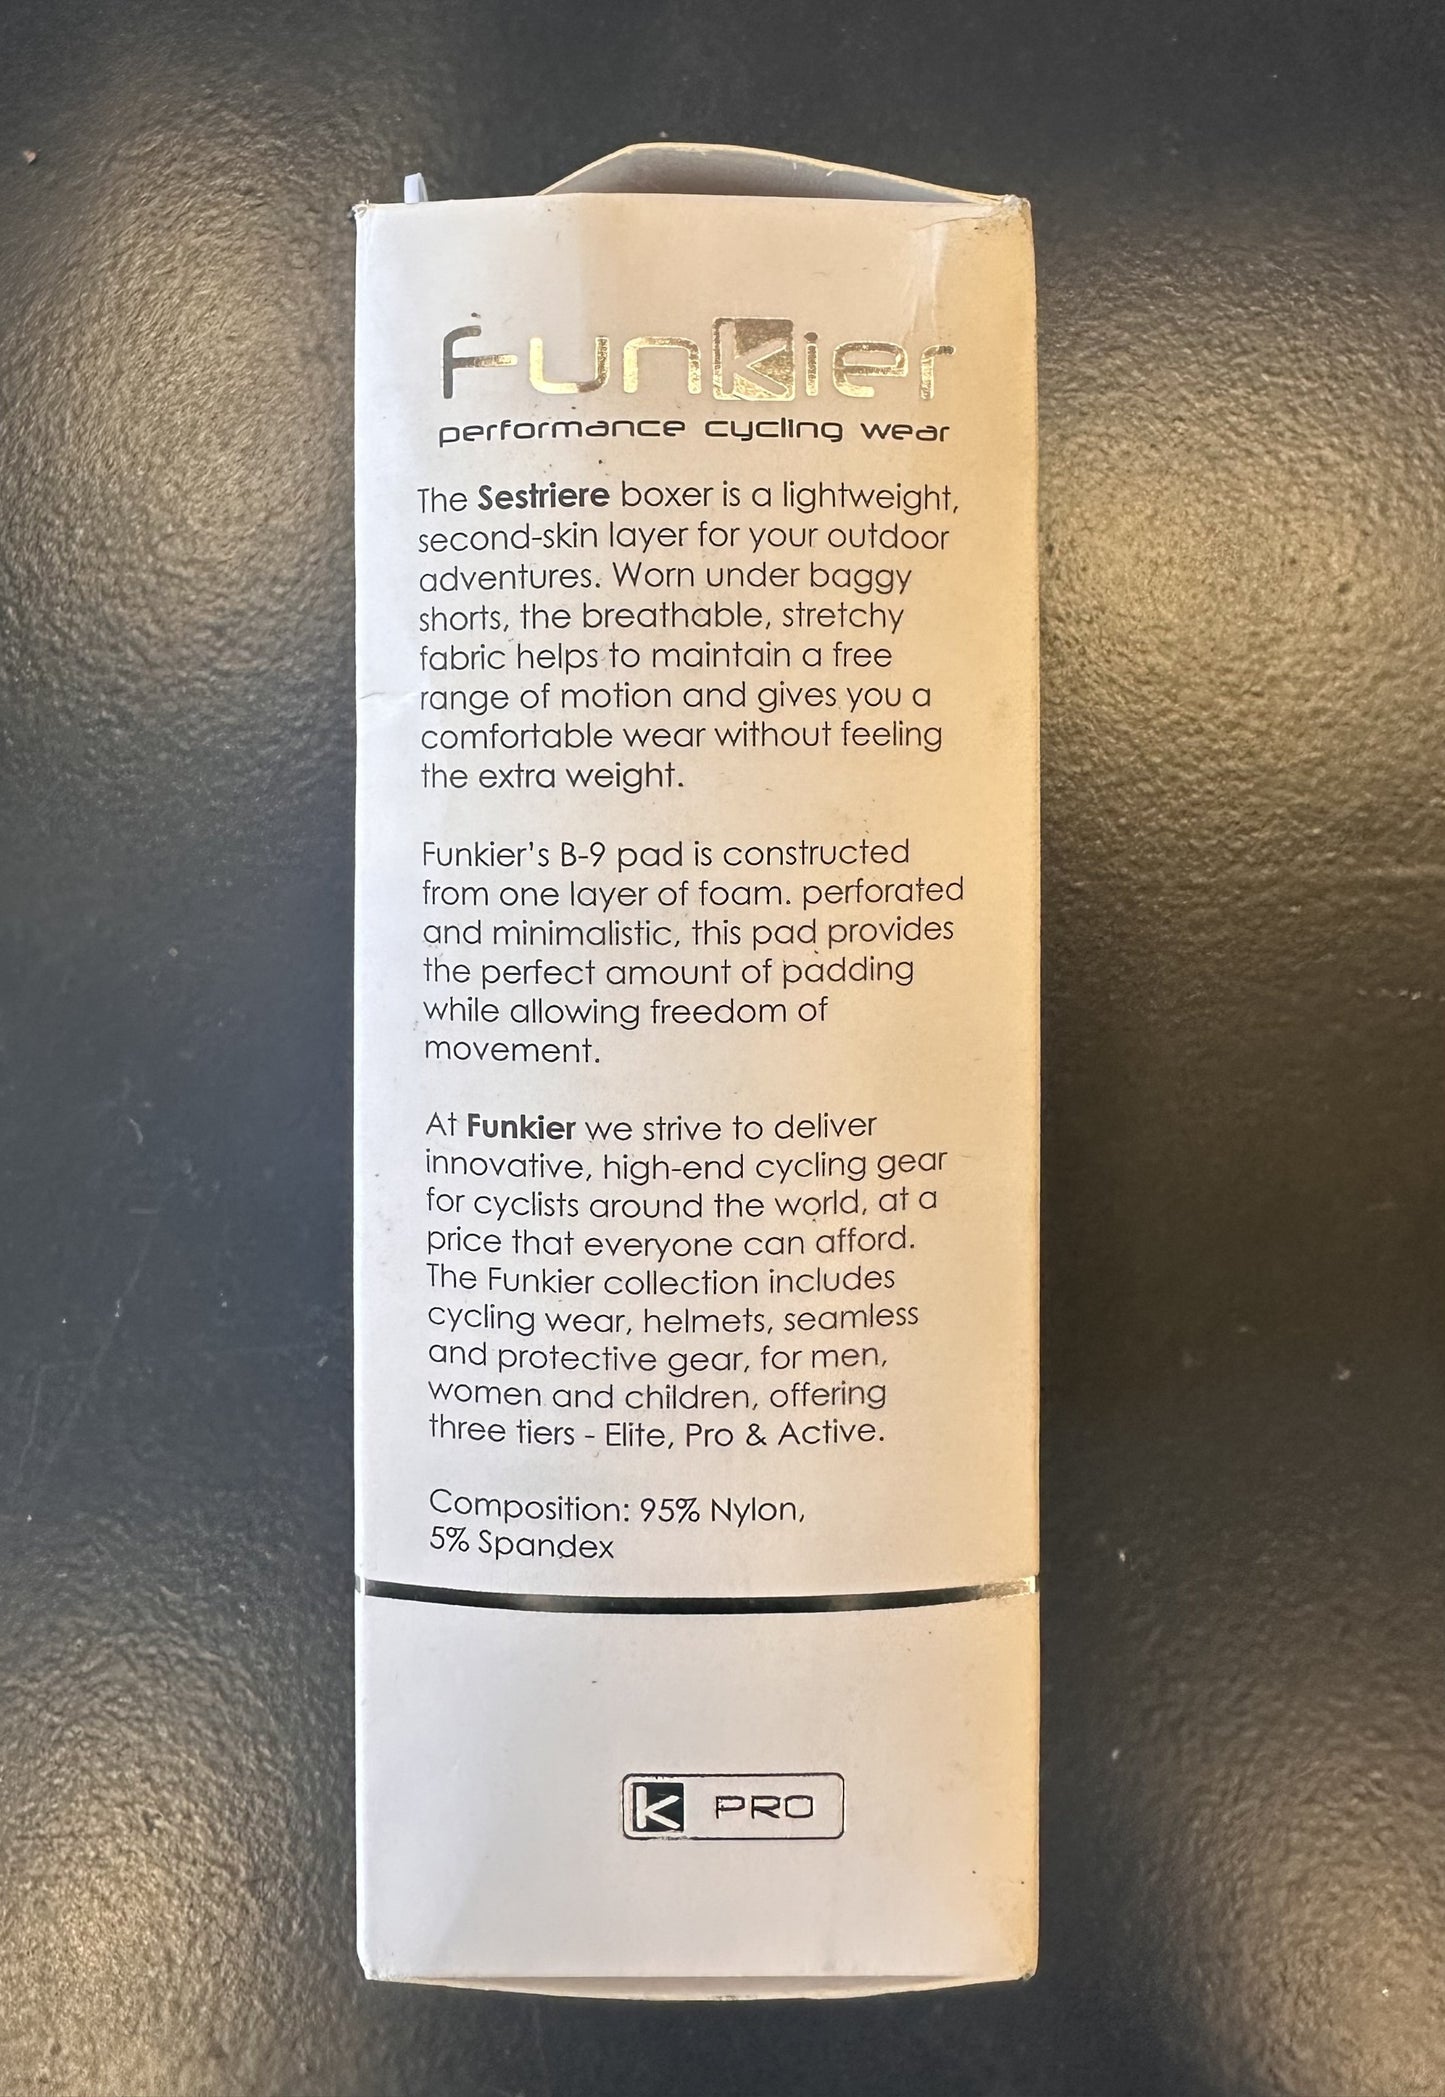 Funkier
performance cycling wear
The Sestriere boxer is a lightweight,
second-skin layer for your outdoor
adventures. Worn under baggy
shorts, the breathable, stretchy
fabric helps to maintain a free
range of motion and gives you a
comfortable wear without feeling
the extra weight.
Funkier's B-9 pad is constructed
from one layer of foam. perforated
and minimalistic, this pad provides
the perfect amount of padding
while allowing freedom of
movement.
At Funkier we strive to deliver
innovative, high-end cycling gear
for cyclists around the world, at a
price that everyone can afford.
The Funkier collection includes
cycling wear, helmets, seamless
and protective gear, for men,
women and children, offering
three tiers - Elite, Pro & Active.
Composition: 95% Nylon,
5% Spandex
K PRO